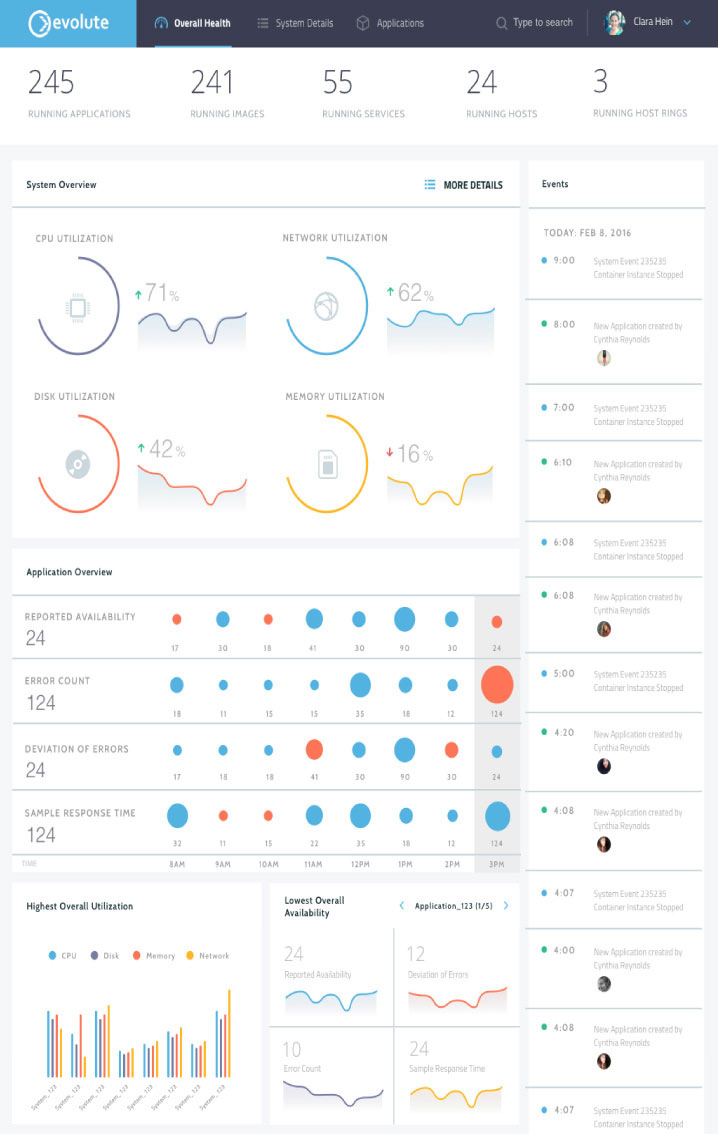 evolute
Overall Health
System Details
Applications
Type to search
Clara Hein
245
RUNNING APPLICATIONS
241
RUNNING IMAGES
55
RUNNING SERVICES
24
RUNNING HOSTS
3
RUNNING HOST RINGS
System Overview
MORE DETAILS
CPU UTILIZATION
71%
NETWORK UTILIZATION
62%
DISK UTILIZATION
42%
MEMORY UTILIZATION
16%
Application Overview
REPORTED AVAILABILITY
24
17 30 18 41 30 90 30 24
ERROR COUNT
124
18 11 15 15 35 18 12 124
DEVIATION OF ERRORS
24
17 18 18 41 30 90 30 24
SAMPLE RESPONSE TIME
124
32 11 15 22 35 18 12 124
TIME 8AM 9AM 10AM 11AM 12PM 1PM 2PM 3PM
Highest Overall Utilization
CPU Disk Memory Network
System_123 System_123 System_123 System_123 System_123 System_123 System_123 System_123
Lowest Overall
Availability
Application_123 (1/5)
24
Reported Availability
12
Deviation of Errors
10
Error Count
24
Sample Response Time
Events
TODAY: FEB 8, 2016
9:00 System Event 235235
Container Instance Stopped
8:00 New Application created by
Cynthia Reynolds
7:00 System Event 235235
Container Instance Stopped
6:10 New Application created by
Cynthia Reynolds
6:08 System Event 235235
Container Instance Stopped
6:08 New Application created by
Cynthia Reynolds
5:00 System Event 235235
Container Instance Stopped
4:20 New Application created by
Cynthia Reynolds
4:08 New Application created by
Cynthia Reynolds
4:07 System Event 235235
Container Instance Stopped
4:00 New Application created by
Cynthia Reynolds
4:08 New Application created by
Cynthia Reynolds
4:07 System Event 235235
Container Instance Stopped